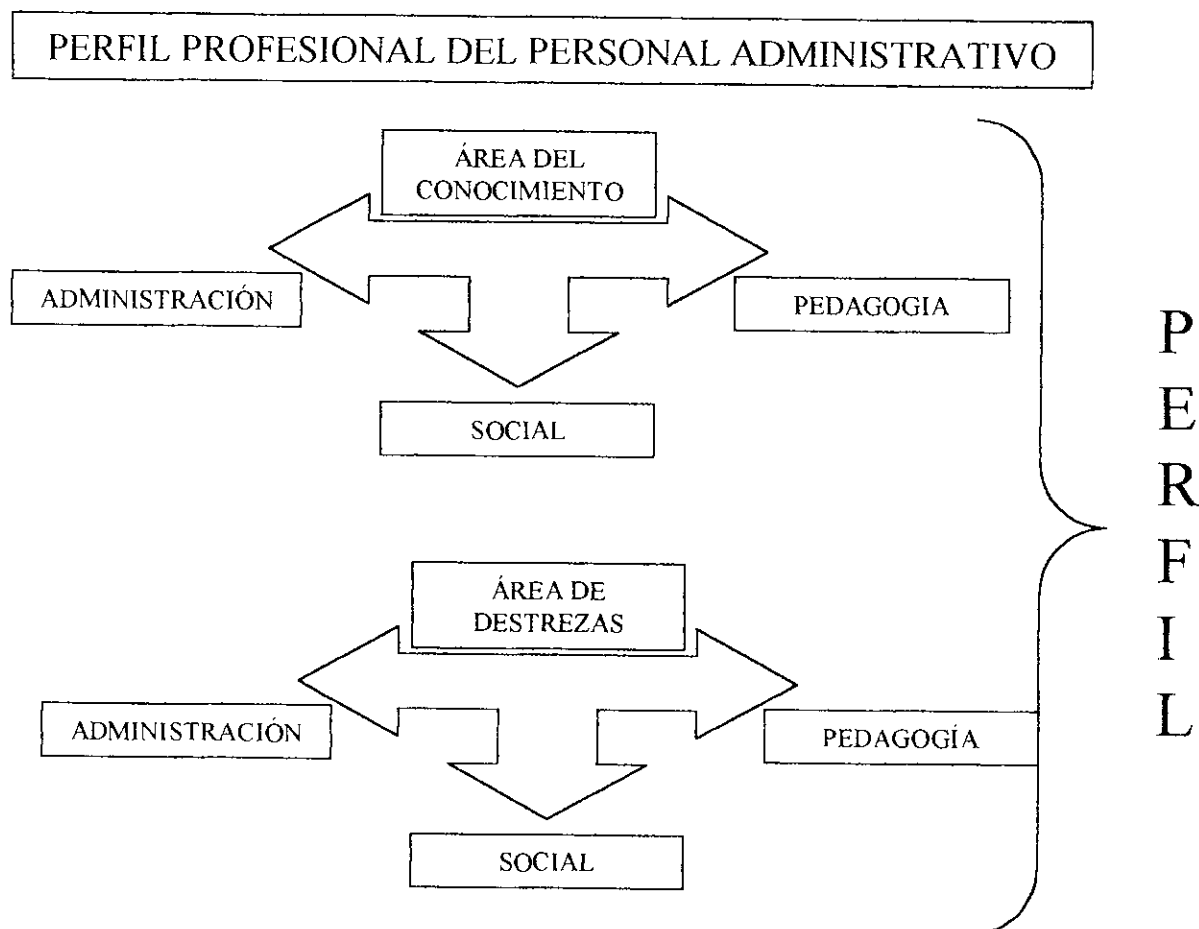 PERFIL PROFESIONAL DEL PERSONAL ADMINISTRATIVO
ÁREA DEL
CONOCIMIENTO
ADMINISTRACIÓN
PEDAGOGIA
SOCIAL
ÁREA DE
DESTREZAS
ADMINISTRACIÓN
PEDAGOGÍA
SOCIAL
P
E
R
F
I
L